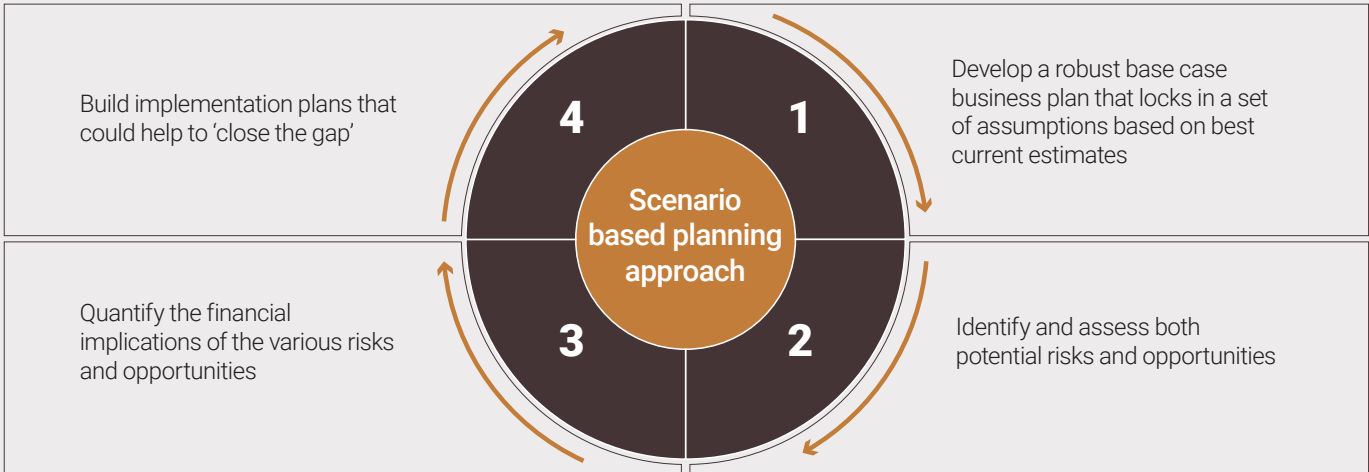 4
Build implementation plans that
could help to ‘close the gap’
1
Develop a robust base case
business plan that locks in a set
of assumptions based on best
current estimates
Scenario
based planning
approach
3
Quantify the financial
implications of the various risks
and opportunities
2
Identify and assess both
potential risks and opportunities